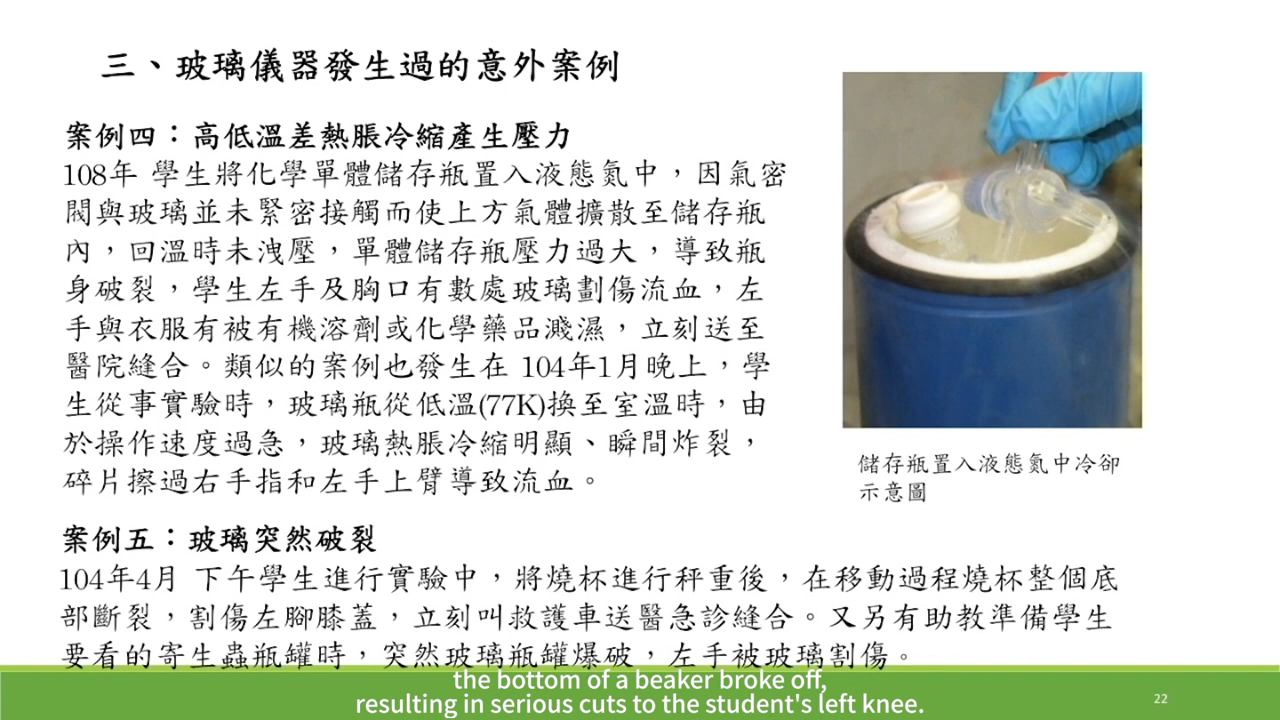 三、玻璃儀器發生過的意外案例
案例四：高低溫差熱脹冷縮產生壓力
108年 學生將化學單體儲存瓶置入液態氮中，因氣密
閥與玻璃並未緊密接觸而使上方氣體擴散至儲存瓶
內，回溫時未洩壓，單體儲存瓶壓力過大，導致瓶
身破裂，學生左手及胸口有數處玻璃劃傷流血，左
手與衣服有被有機溶劑或化學藥品濺濕，立刻送至
醫院縫合。類似的案例也發生在 104年1月晚上，學
生從事實驗時，玻璃瓶從低溫(77K)換至室溫時，由
於操作速度過急，玻璃熱脹冷縮明顯、瞬間炸裂，
碎片擦過右手指和左手上臂導致流血。
儲存瓶置入液態氮中冷卻
示意圖
案例五：玻璃突然破裂
104年4月 下午學生進行實驗中，將燒杯進行秤重後，在移動過程燒杯整個底
部斷裂，割傷左腳膝蓋，立刻叫救護車送醫急診縫合。又另有助教準備學生
要看的寄生蟲瓶罐時，突然玻璃瓶罐爆破，左手被玻璃割傷。
the bottom of a beaker broke off,
resulting in serious cuts to the student's left knee.
22